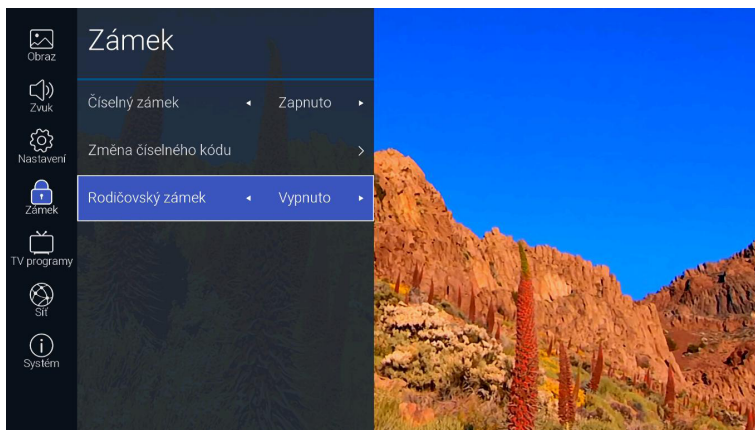 Obraz
Zvuk
Nastavení
Zámek
TV programy
Síť
Systém
Zámek
Číselný zámek Zapnuto
Změna číselného kódu
Rodičovský zámek Vypnuto